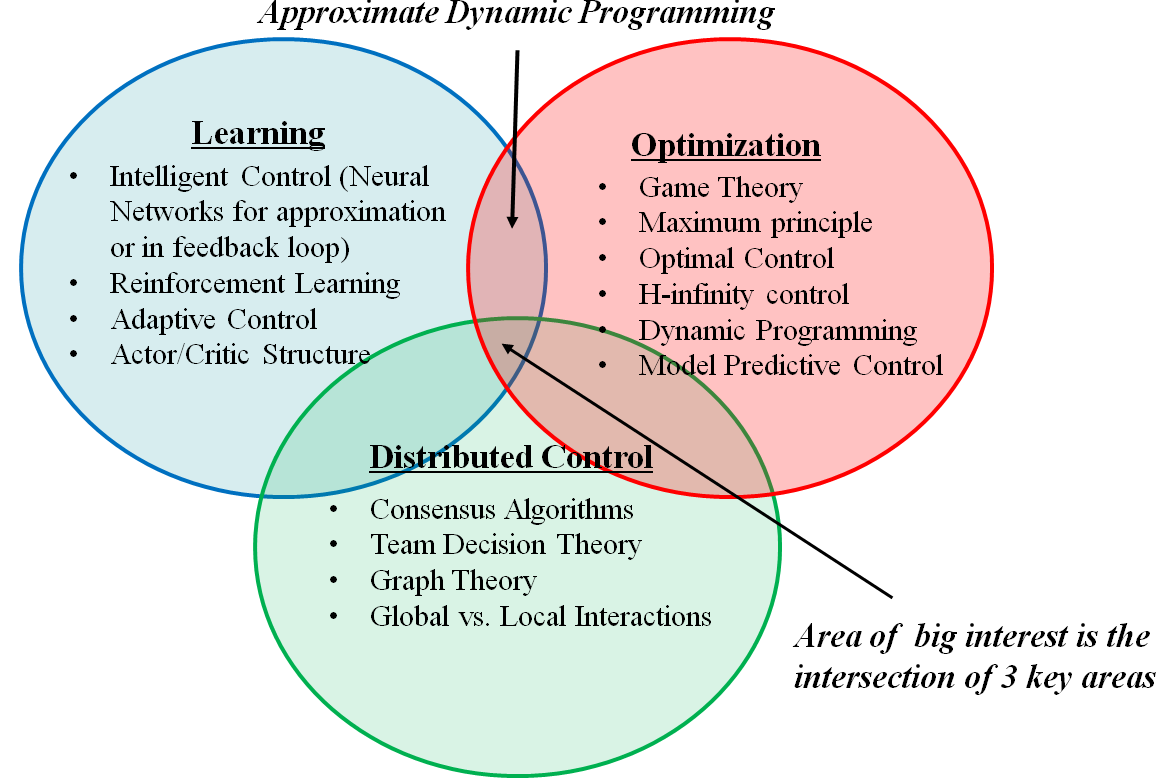 Approximate Dynamic Programming
Learning
• Intelligent Control (Neural
Networks for approximation
or in feedback loop)
• Reinforcement Learning
• Adaptive Control
• Actor/Critic Structure
Optimization
• Game Theory
• Maximum principle
• Optimal Control
• H-infinity control
• Dynamic Programming
• Model Predictive Control
Distributed Control
• Consensus Algorithms
• Team Decision Theory
• Graph Theory
• Global vs. Local Interactions
Area of big interest is the
intersection of 3 key areas